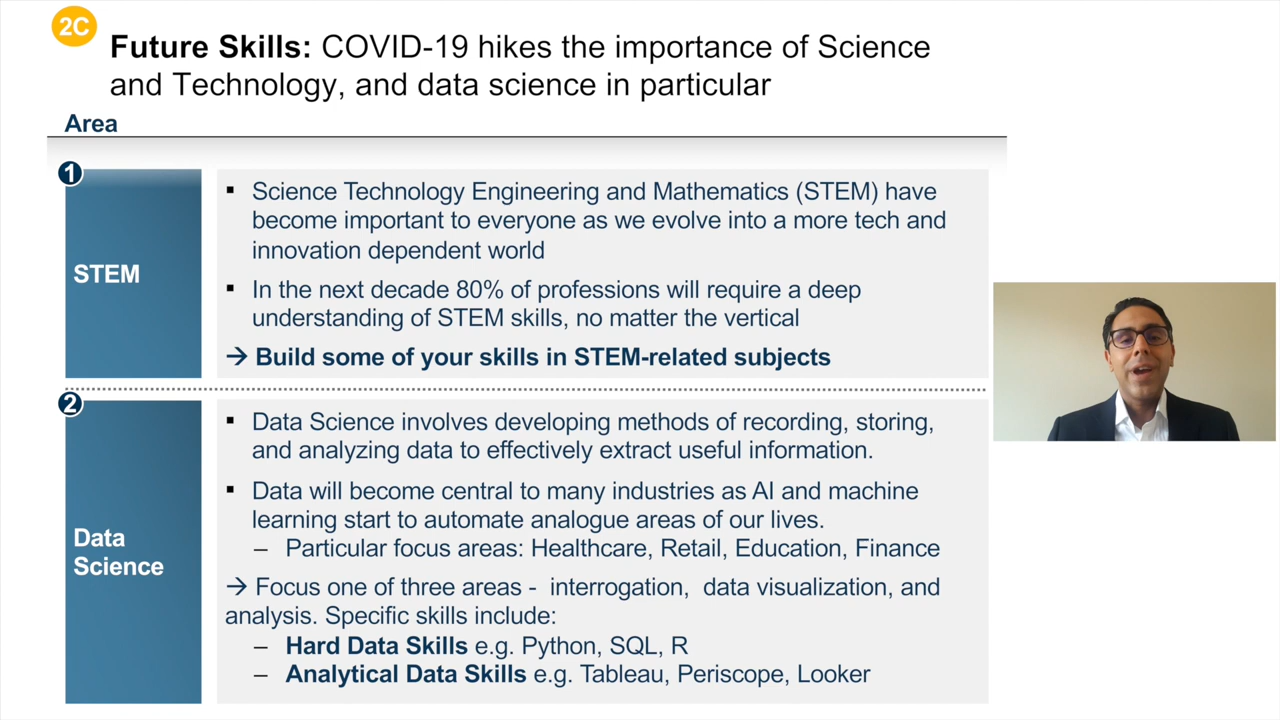 2C
Future Skills: COVID-19 hikes the importance of Science
and Technology, and data science in particular
Area
1
STEM
▪ Science Technology Engineering and Mathematics (STEM) have
become important to everyone as we evolve into a more tech and
innovation dependent world
▪ In the next decade 80% of professions will require a deep
understanding of STEM skills, no matter the vertical
→ Build some of your skills in STEM-related subjects
2
Data
Science
▪ Data Science involves developing methods of recording, storing,
and analyzing data to effectively extract useful information.
▪ Data will become central to many industries as AI and machine
learning start to automate analogue areas of our lives.
– Particular focus areas: Healthcare, Retail, Education, Finance
→ Focus one of three areas - interrogation, data visualization, and
analysis. Specific skills include:
– Hard Data Skills e.g. Python, SQL, R
– Analytical Data Skills e.g. Tableau, Periscope, Looker